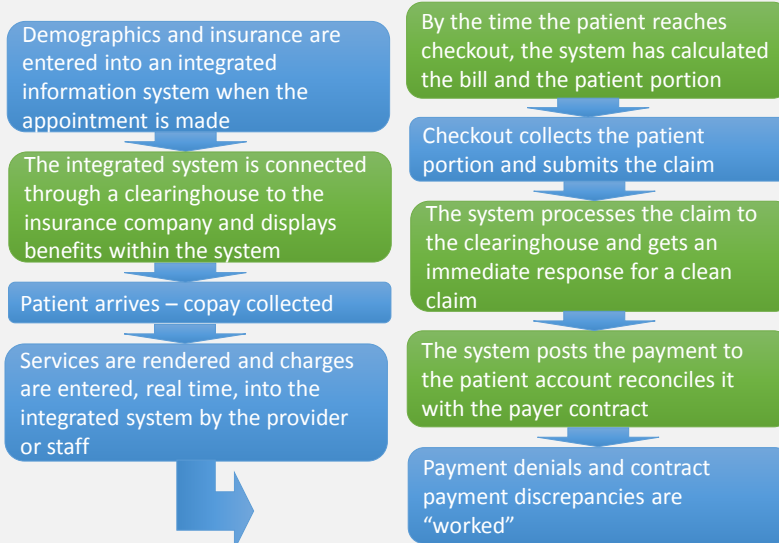 Demographics and insurance are
entered into an integrated
information system when the
appointment is made
The integrated system is connected
through a clearinghouse to the
insurance company and displays
benefits within the system
Patient arrives – copay collected
Services are rendered and charges
are entered, real time, into the
integrated system by the provider
or staff
By the time the patient reaches
checkout, the system has calculated
the bill and the patient portion
Checkout collects the patient
portion and submits the claim
The system processes the claim to
the clearinghouse and gets an
immediate response for a clean
claim
The system posts the payment to
the patient account reconciles it
with the payer contract
Payment denials and contract
payment discrepancies are
“worked”